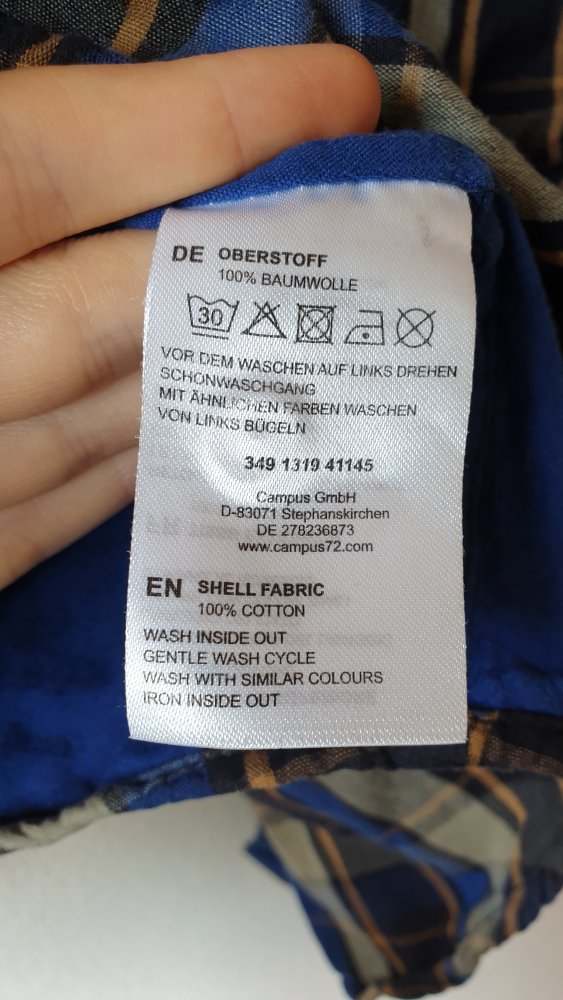 DE OBERSTOFF
100% BAUMWOLLE
30
VOR DEM WASCHEN AUF LINKS DREHEN
SCHONWASCHGANG
MIT ÄHNLICHEN FARBEN WASCHEN
VON LINKS BÜGELN
349 1319 41145
Campus GmbH
D-83071 Stephanskirchen
DE 278236873
www.campus72.com
EN SHELL FABRIC
100% COTTON
WASH INSIDE OUT
GENTLE WASH CYCLE
WASH WITH SIMILAR COLOURS
IRON INSIDE OUT